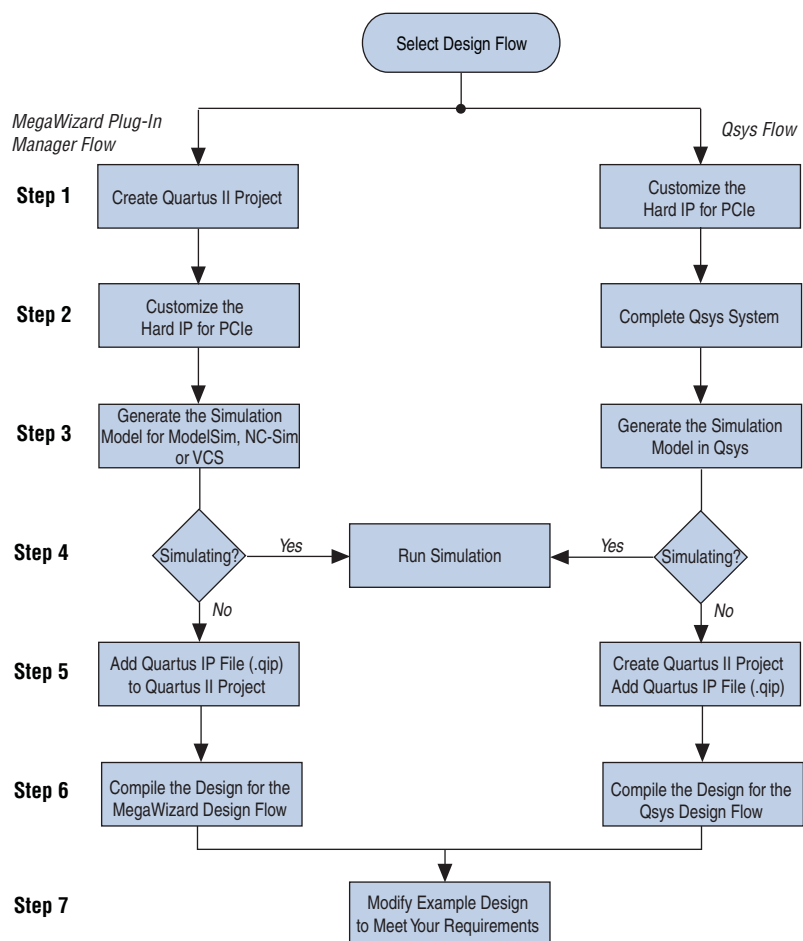 Select Design Flow
MegaWizard Plug-In
Manager Flow
Qsys Flow
Step 1
Create Quartus II Project
Customize the
Hard IP for PCIe
Step 2
Customize the
Hard IP for PCIe
Complete Qsys System
Step 3
Generate the Simulation
Model for ModelSim, NC-Sim
or VCS
Generate the Simulation
Model in Qsys
Step 4
Simulating?
Yes
Run Simulation
Yes
Simulating?
No
No
Step 5
Add Quartus IP File (.qip)
to Quartus II Project
Create Quartus II Project
Add Quartus IP File (.qip)
Step 6
Compile the Design for the
MegaWizard Design Flow
Compile the Design for the
Qsys Design Flow
Step 7
Modify Example Design
to Meet Your Requirements